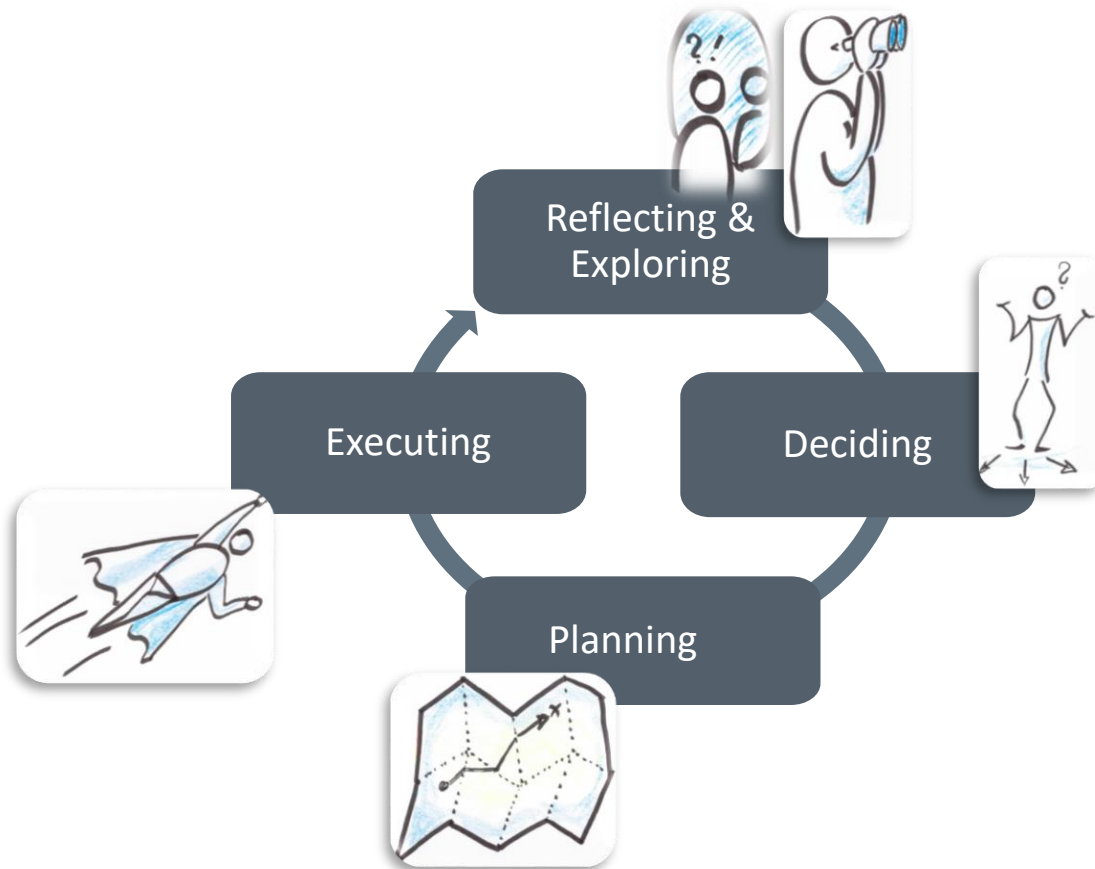 ?!
Reflecting &
Exploring
?
Executing
Deciding
Planning
x